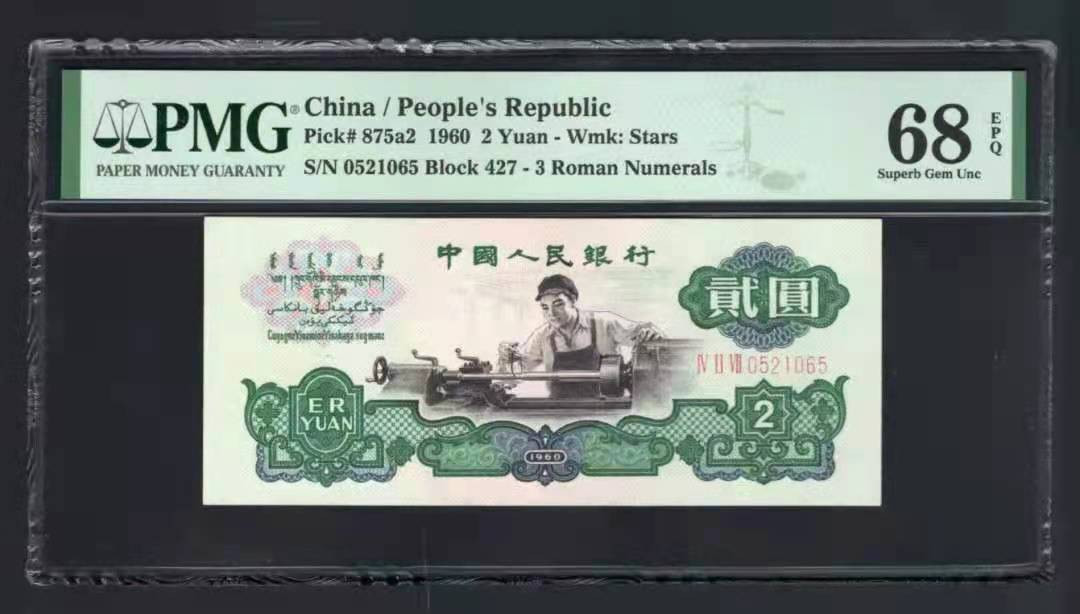 PMG®
PAPER MONEY GUARANTY
China / People's Republic
Pick# 875a2 1960 2 Yuan - Wmk: Stars
S/N 0521065 Block 427 - 3 Roman Numerals
68
EPQ
Superb Gem Unc
中國人民銀行
貳圓
IV II VII 0521065
ER
YUAN
2
1960